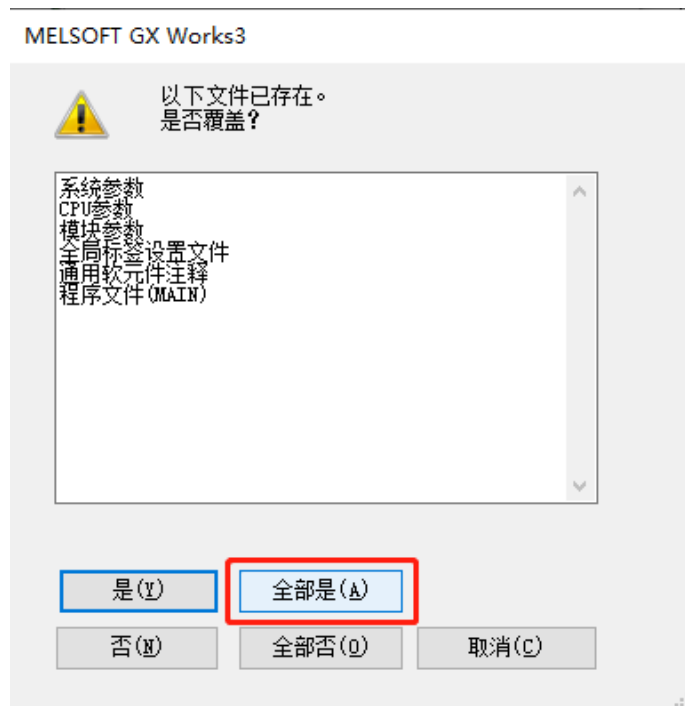 MELSOFT GX Works3
以下文件已存在。
是否覆盖?
系统参数
CPU参数
模块参数
全局标签设置文件
通用软元件注释
程序文件(MAIN)
是(Y) 全部是(A)
否(N) 全部否(O) 取消(C)